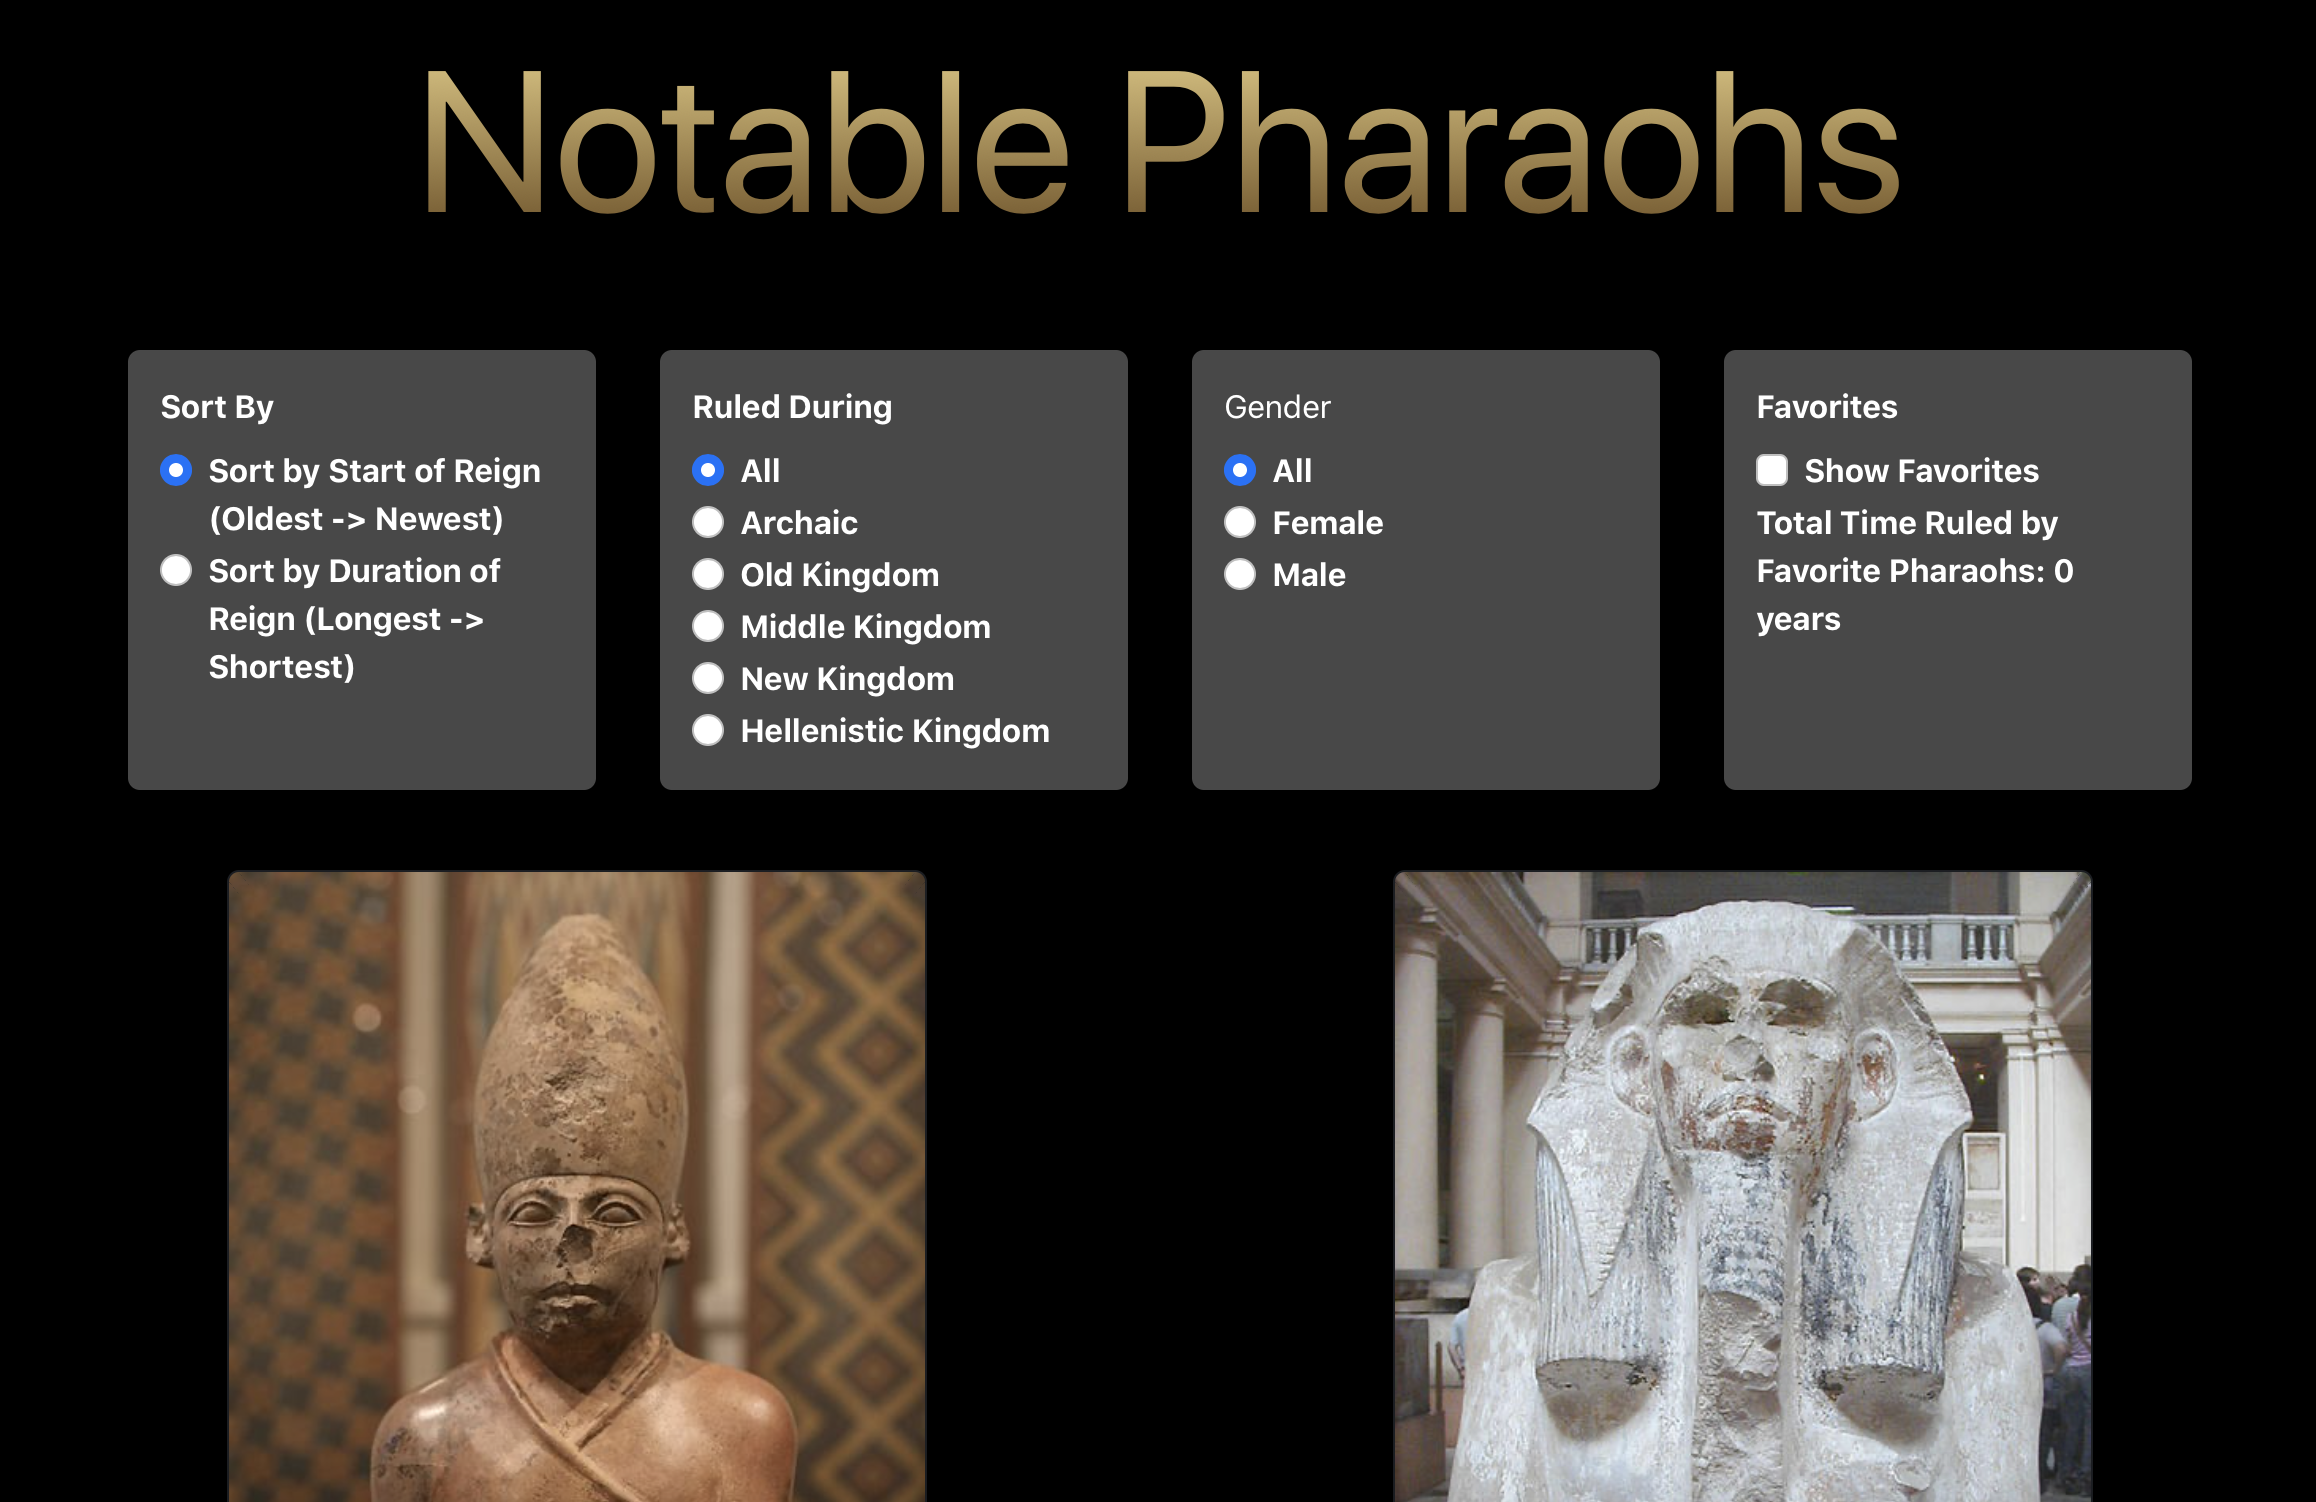 Notable Pharaohs
Sort By
Sort by Start of Reign
(Oldest -> Newest)
Sort by Duration of
Reign (Longest ->
Shortest)
Ruled During
All
Archaic
Old Kingdom
Middle Kingdom
New Kingdom
Hellenistic Kingdom
Gender
All
Female
Male
Favorites
Show Favorites
Total Time Ruled by
Favorite Pharaohs: 0
years